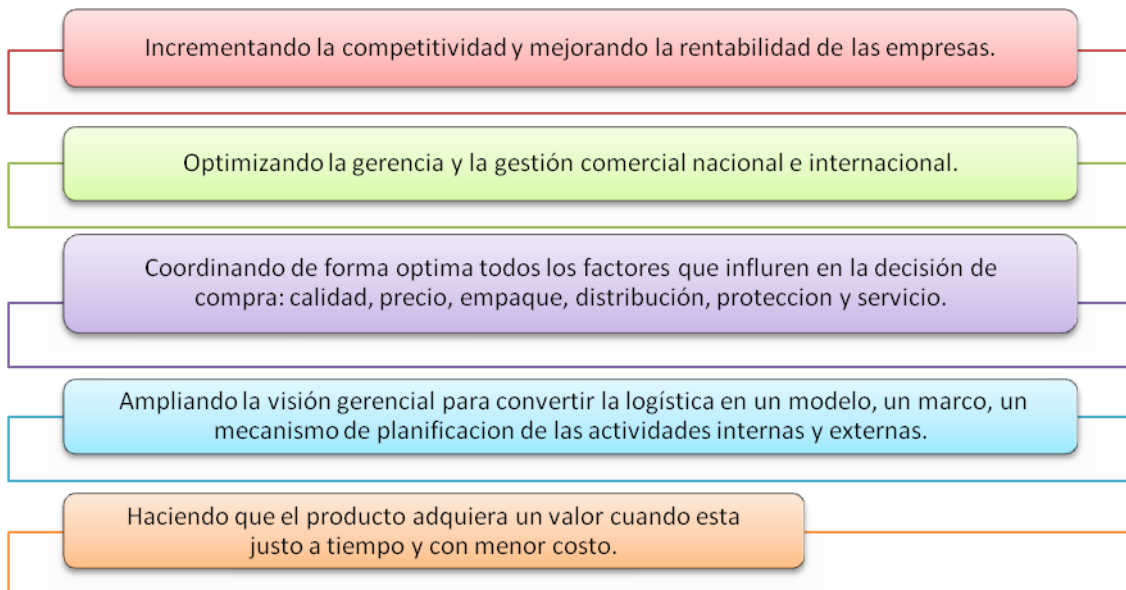 Incrementando la competitividad y mejorando la rentabilidad de las empresas.
Optimizando la gerencia y la gestión comercial nacional e internacional.
Coordinando de forma optima todos los factores que influren en la decisión de
compra: calidad, precio, empaque, distribución, proteccion y servicio.
Ampliando la visión gerencial para convertir la logística en un modelo, un marco, un
mecanismo de planificacion de las actividades internas y externas.
Haciendo que el producto adquiera un valor cuando esta
justo a tiempo y con menor costo.